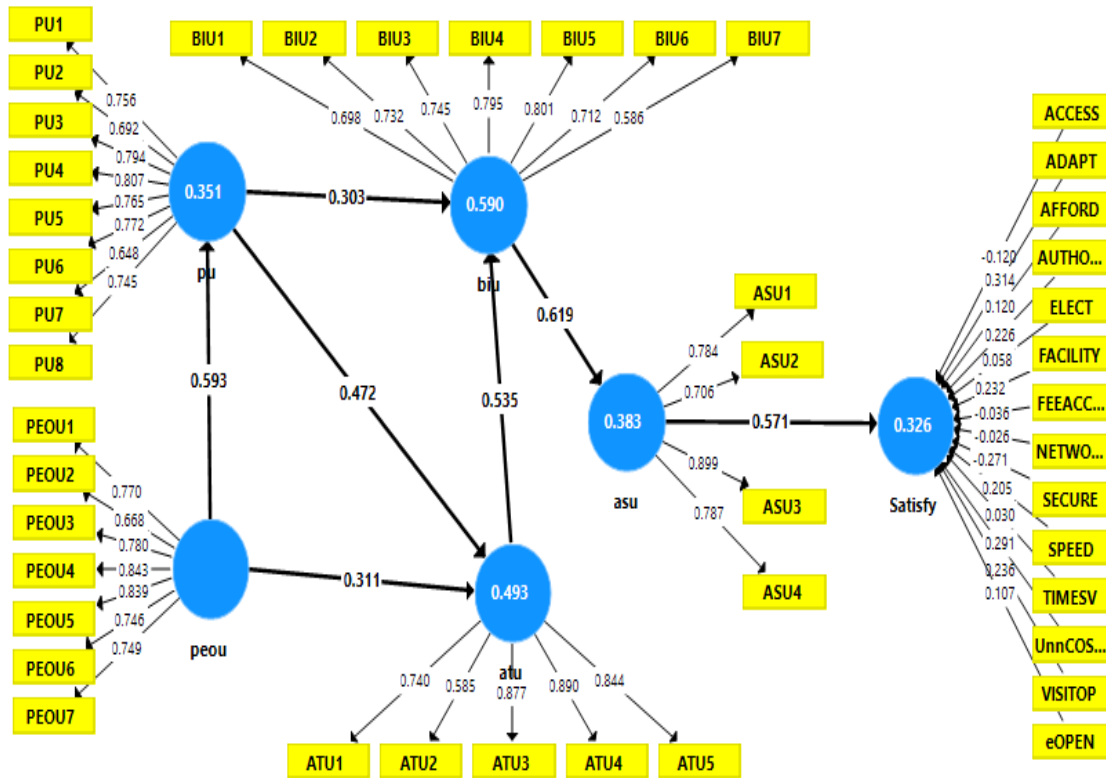 PU1
PU2
PU3
PU4
PU5
PU6
PU7
PU8
0.756
0.692
0.794
0.807
0.765
0.772
0.648
0.745
0.351
pu
BIU1
BIU2
BIU3
BIU4
BIU5
BIU6
BIU7
0.698
0.732
0.745
0.795
0.801
0.712
0.586
0.303
0.590
biu
0.593
0.472
0.535
0.619
PEOU1
PEOU2
PEOU3
PEOU4
PEOU5
PEOU6
PEOU7
0.770
0.668
0.780
0.843
0.839
0.746
0.749
peou
0.311
0.493
atu
0.740
0.585
0.877
0.890
0.844
ATU1
ATU2
ATU3
ATU4
ATU5
0.383
asu
ASU1
ASU2
ASU3
ASU4
0.784
0.706
0.899
0.787
0.571
0.326
Satisfy
-0.120
0.314
0.120
0.226
0.058
0.232
-0.036
-0.026
-0.271
0.205
0.030
0.291
0.236
0.107
ACCESS
ADAPT
AFFORD
AUTHO...
ELECT
FACILITY
FEEACC...
NETWO...
SECURE
SPEED
TIMESV
UnnCOS...
VISITOP
eOPEN